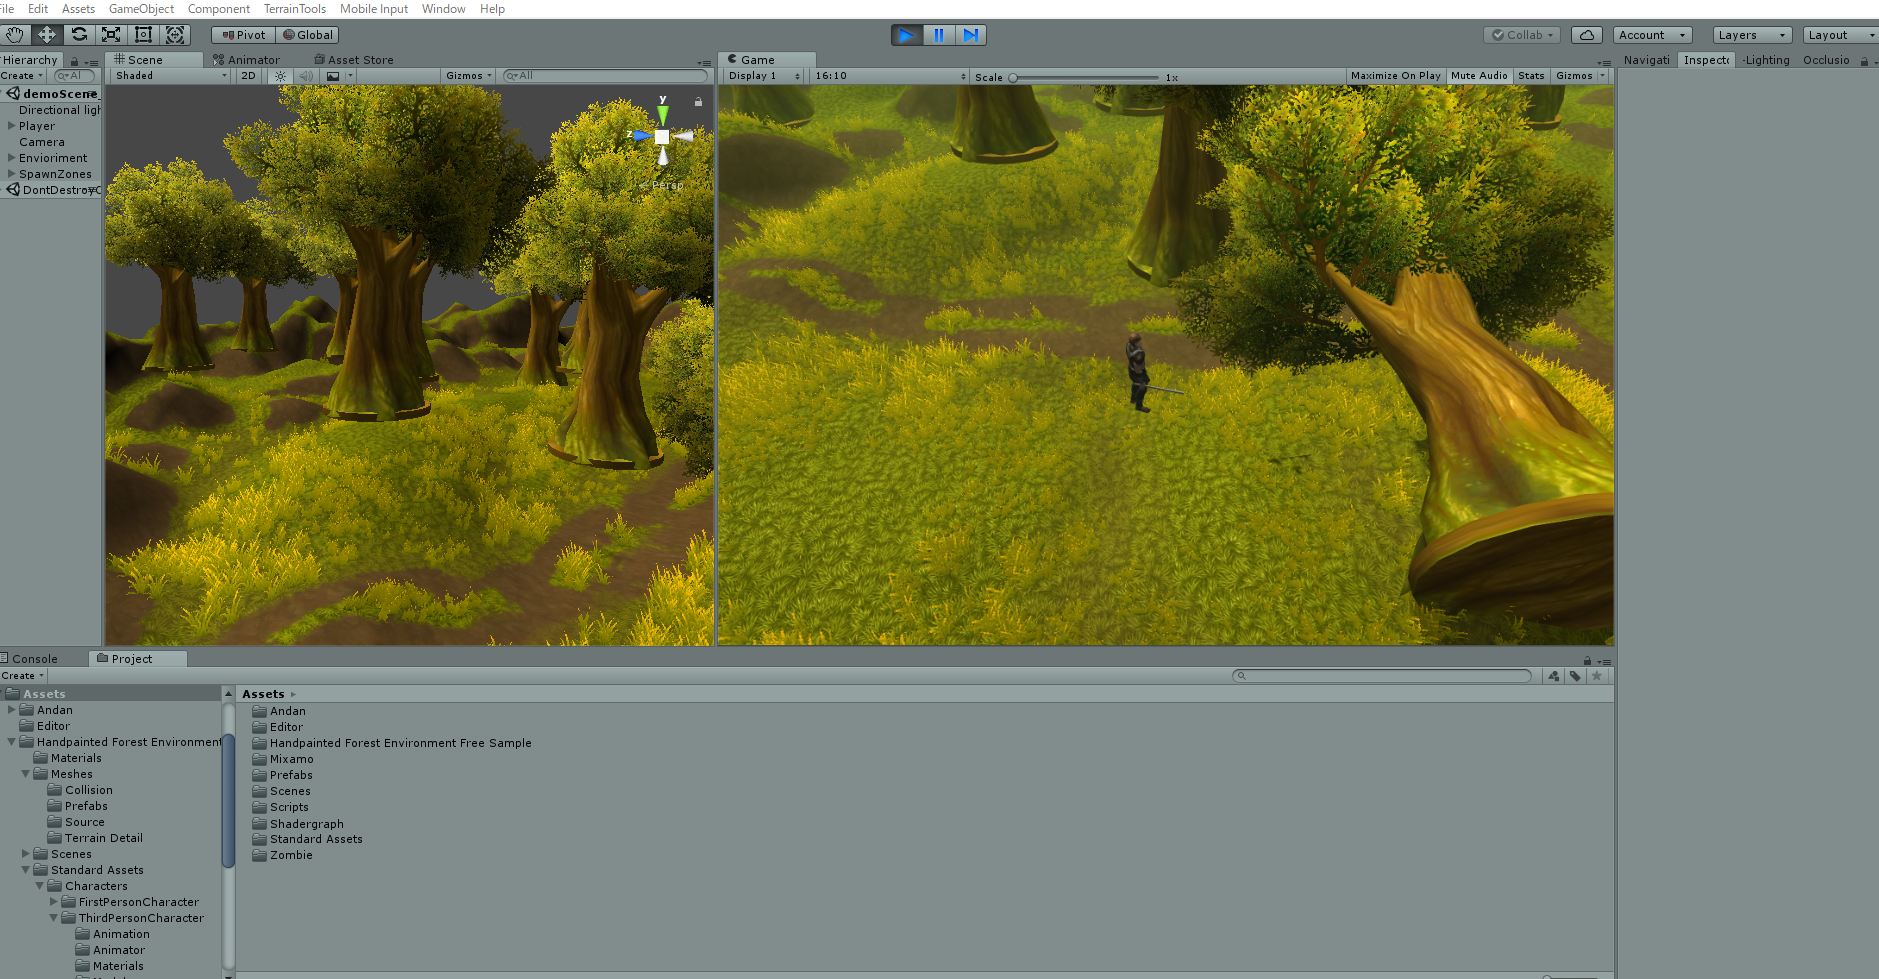 ile Edit Assets GameObject Component TerrainTools Mobile Input Window Help
Pivot Global Collab Account Layers Layout
Hierarchy Scene Animator Asset Store Game Navigati Inspecto -Lighting Occlusio
Create All Shaded 2D Gizmos All Display 1 16:10 Scale 1x Maximize On Play Mute Audio Stats Gizmos
demoScene_
Directional ligh
Player
Camera
Envioriment
SpawnZones
DontDestroyO
y
z
Persp
Console Project
Create
Assets
Andan
Editor
Handpainted Forest Environment
Materials
Meshes
Collision
Prefabs
Source
Terrain Detail
Scenes
Standard Assets
Characters
FirstPersonCharacter
ThirdPersonCharacter
Animation
Animator
Materials
Assets
Andan
Editor
Handpainted Forest Environment Free Sample
Mixamo
Prefabs
Scenes
Scripts
Shadergraph
Standard Assets
Zombie